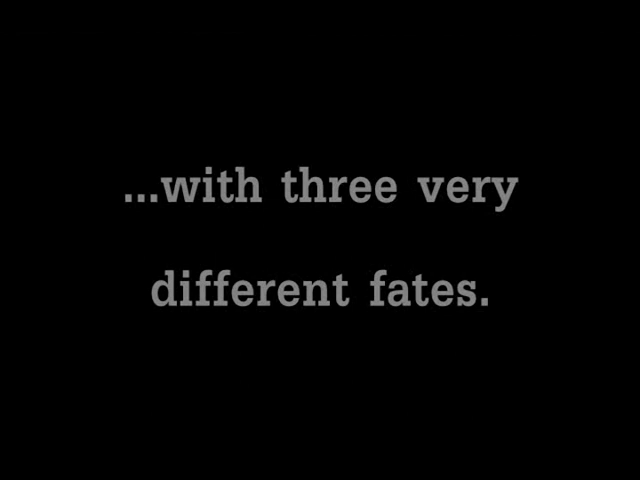 ...with three very
different fates.